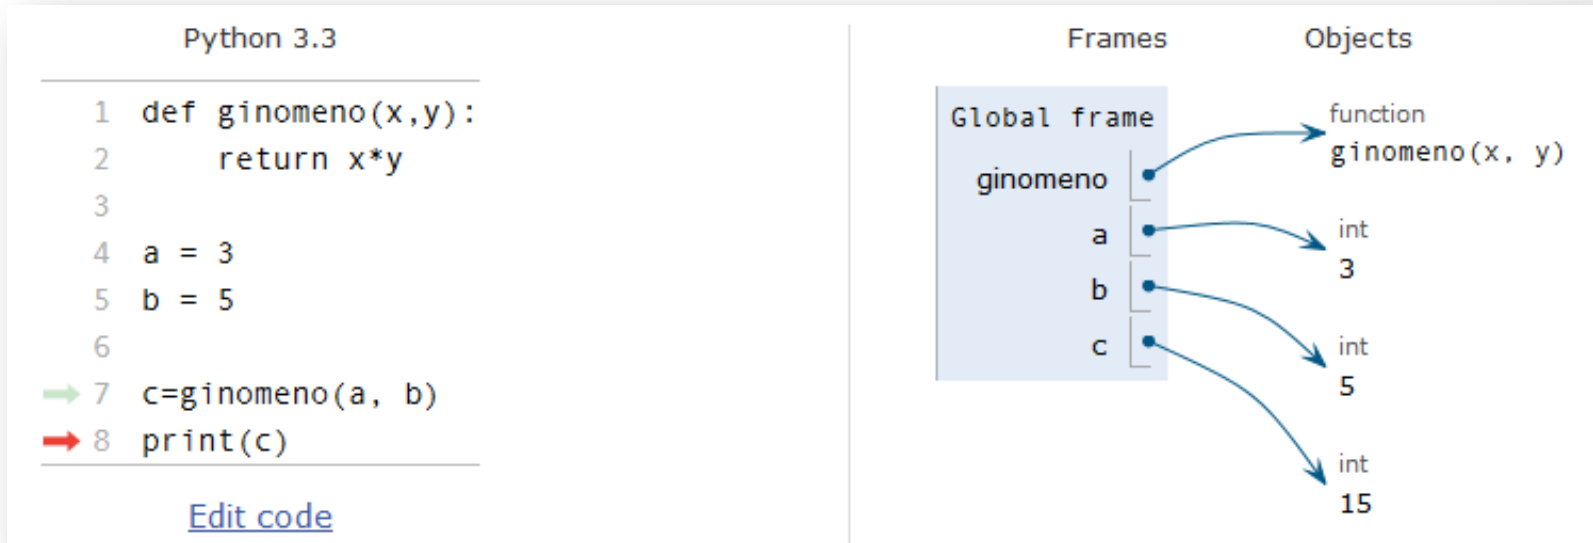 Python 3.3
1 def ginomeno(x,y):
2     return x*y
3
4 a = 3
5 b = 5
6
7 c=ginomeno(a, b)
8 print(c)
Edit code
Frames
Objects
Global frame
ginomeno
a
b
c
function
ginomeno(x, y)
int
3
int
5
int
15